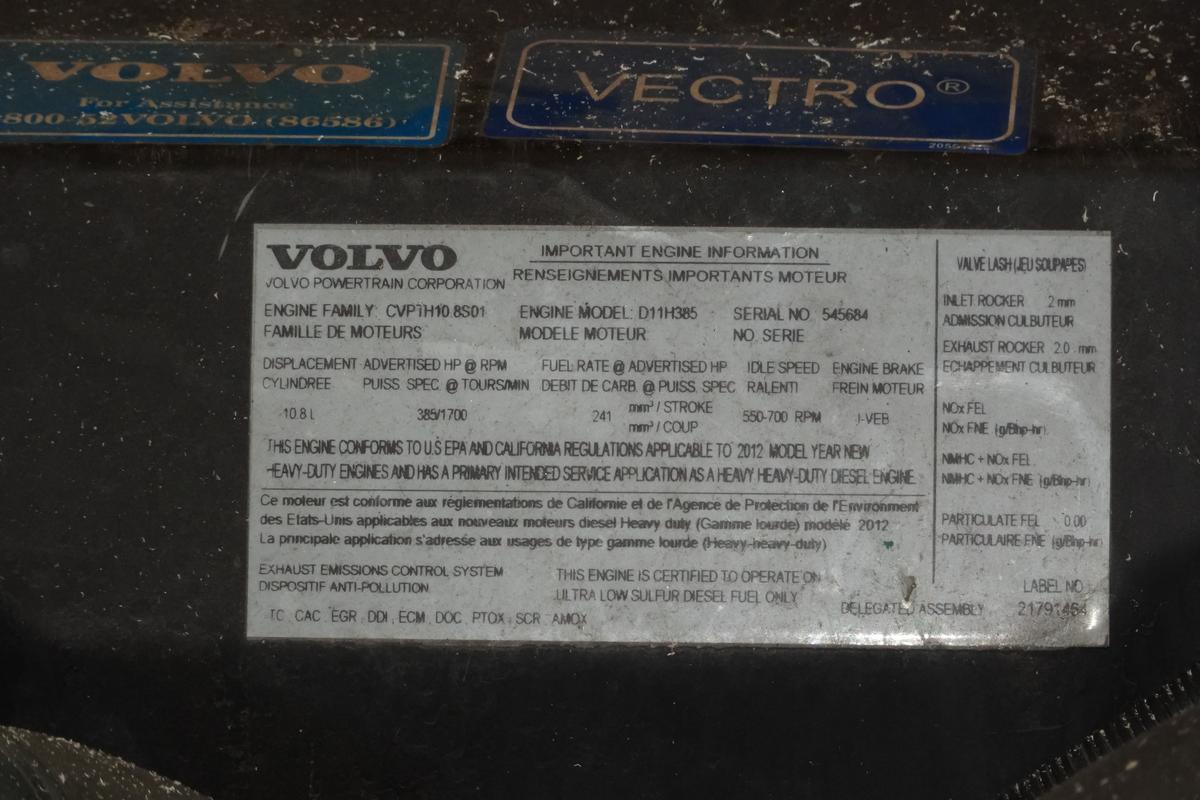 VOLVO
For Assistance
800-52VOLVO (86586)
VECTRO®
VOLVO
VOLVO POWERTRAIN CORPORATION
IMPORTANT ENGINE INFORMATION
RENSEIGNEMENTS IMPORTANTS MOTEUR
ENGINE FAMILY: CVPTH10.8S01 ENGINE MODEL: D11H385 SERIAL NO. 545684
FAMILLE DE MOTEURS MODELE MOTEUR NO. SERIE
DISPLACEMENT ADVERTISED HP @ RPM FUEL RATE @ ADVERTISED HP IDLE SPEED ENGINE BRAKE
CYLINDREE PUISS. SPEC. @ TOURS/MIN DEBIT DE CARB. @ PUISS. SPEC RALENTI FREIN MOTEUR
10.8 L 385/1700 241 mm³ / STROKE 550-700 RPM I-VEB
mm³ / COUP
THIS ENGINE CONFORMS TO U.S EPA AND CALIFORNIA REGULATIONS APPLICABLE TO 2012 MODEL YEAR NEW
HEAVY-DUTY ENGINES AND HAS A PRIMARY INTENDED SERVICE APPLICATION AS A HEAVY HEAVY-DUTY DIESEL ENGINE.
Ce moteur est conforme aux réglementations de Californie et de l'Agence de Protection de l'Environment
des Etats-Unis applicables aux nouveaux moteurs diesel Heavy duty (Gamme lourde) modèle 2012
La principale application s'adresse aux usages de type gamme lourde (Heavy-heavy-duty)
EXHAUST EMISSIONS CONTROL SYSTEM
DISPOSITIF ANTI-POLLUTION
TC CAC EGR DDI ECM DOC PTOX SCR AMOX
THIS ENGINE IS CERTIFIED TO OPERATE ON
ULTRA LOW SULFUR DIESEL FUEL ONLY
DELEGATED ASSEMBLY
VALVE LASH (JEU SOUPAPES)
INLET ROCKER .2 mm
ADMISSION CULBUTEUR
EXHAUST ROCKER 2.0 mm
ECHAPPEMENT CULBUTEUR
NOx FEL
NOx FNE (g/Bhp-hr)
NMHC + NOx FEL
NMHC + NOx FNE (g/Bhp-hr)
PARTICULATE FEL 0.00
PARTICULAIRE FNE (g/Bhp-hr)
LABEL NO
21791464